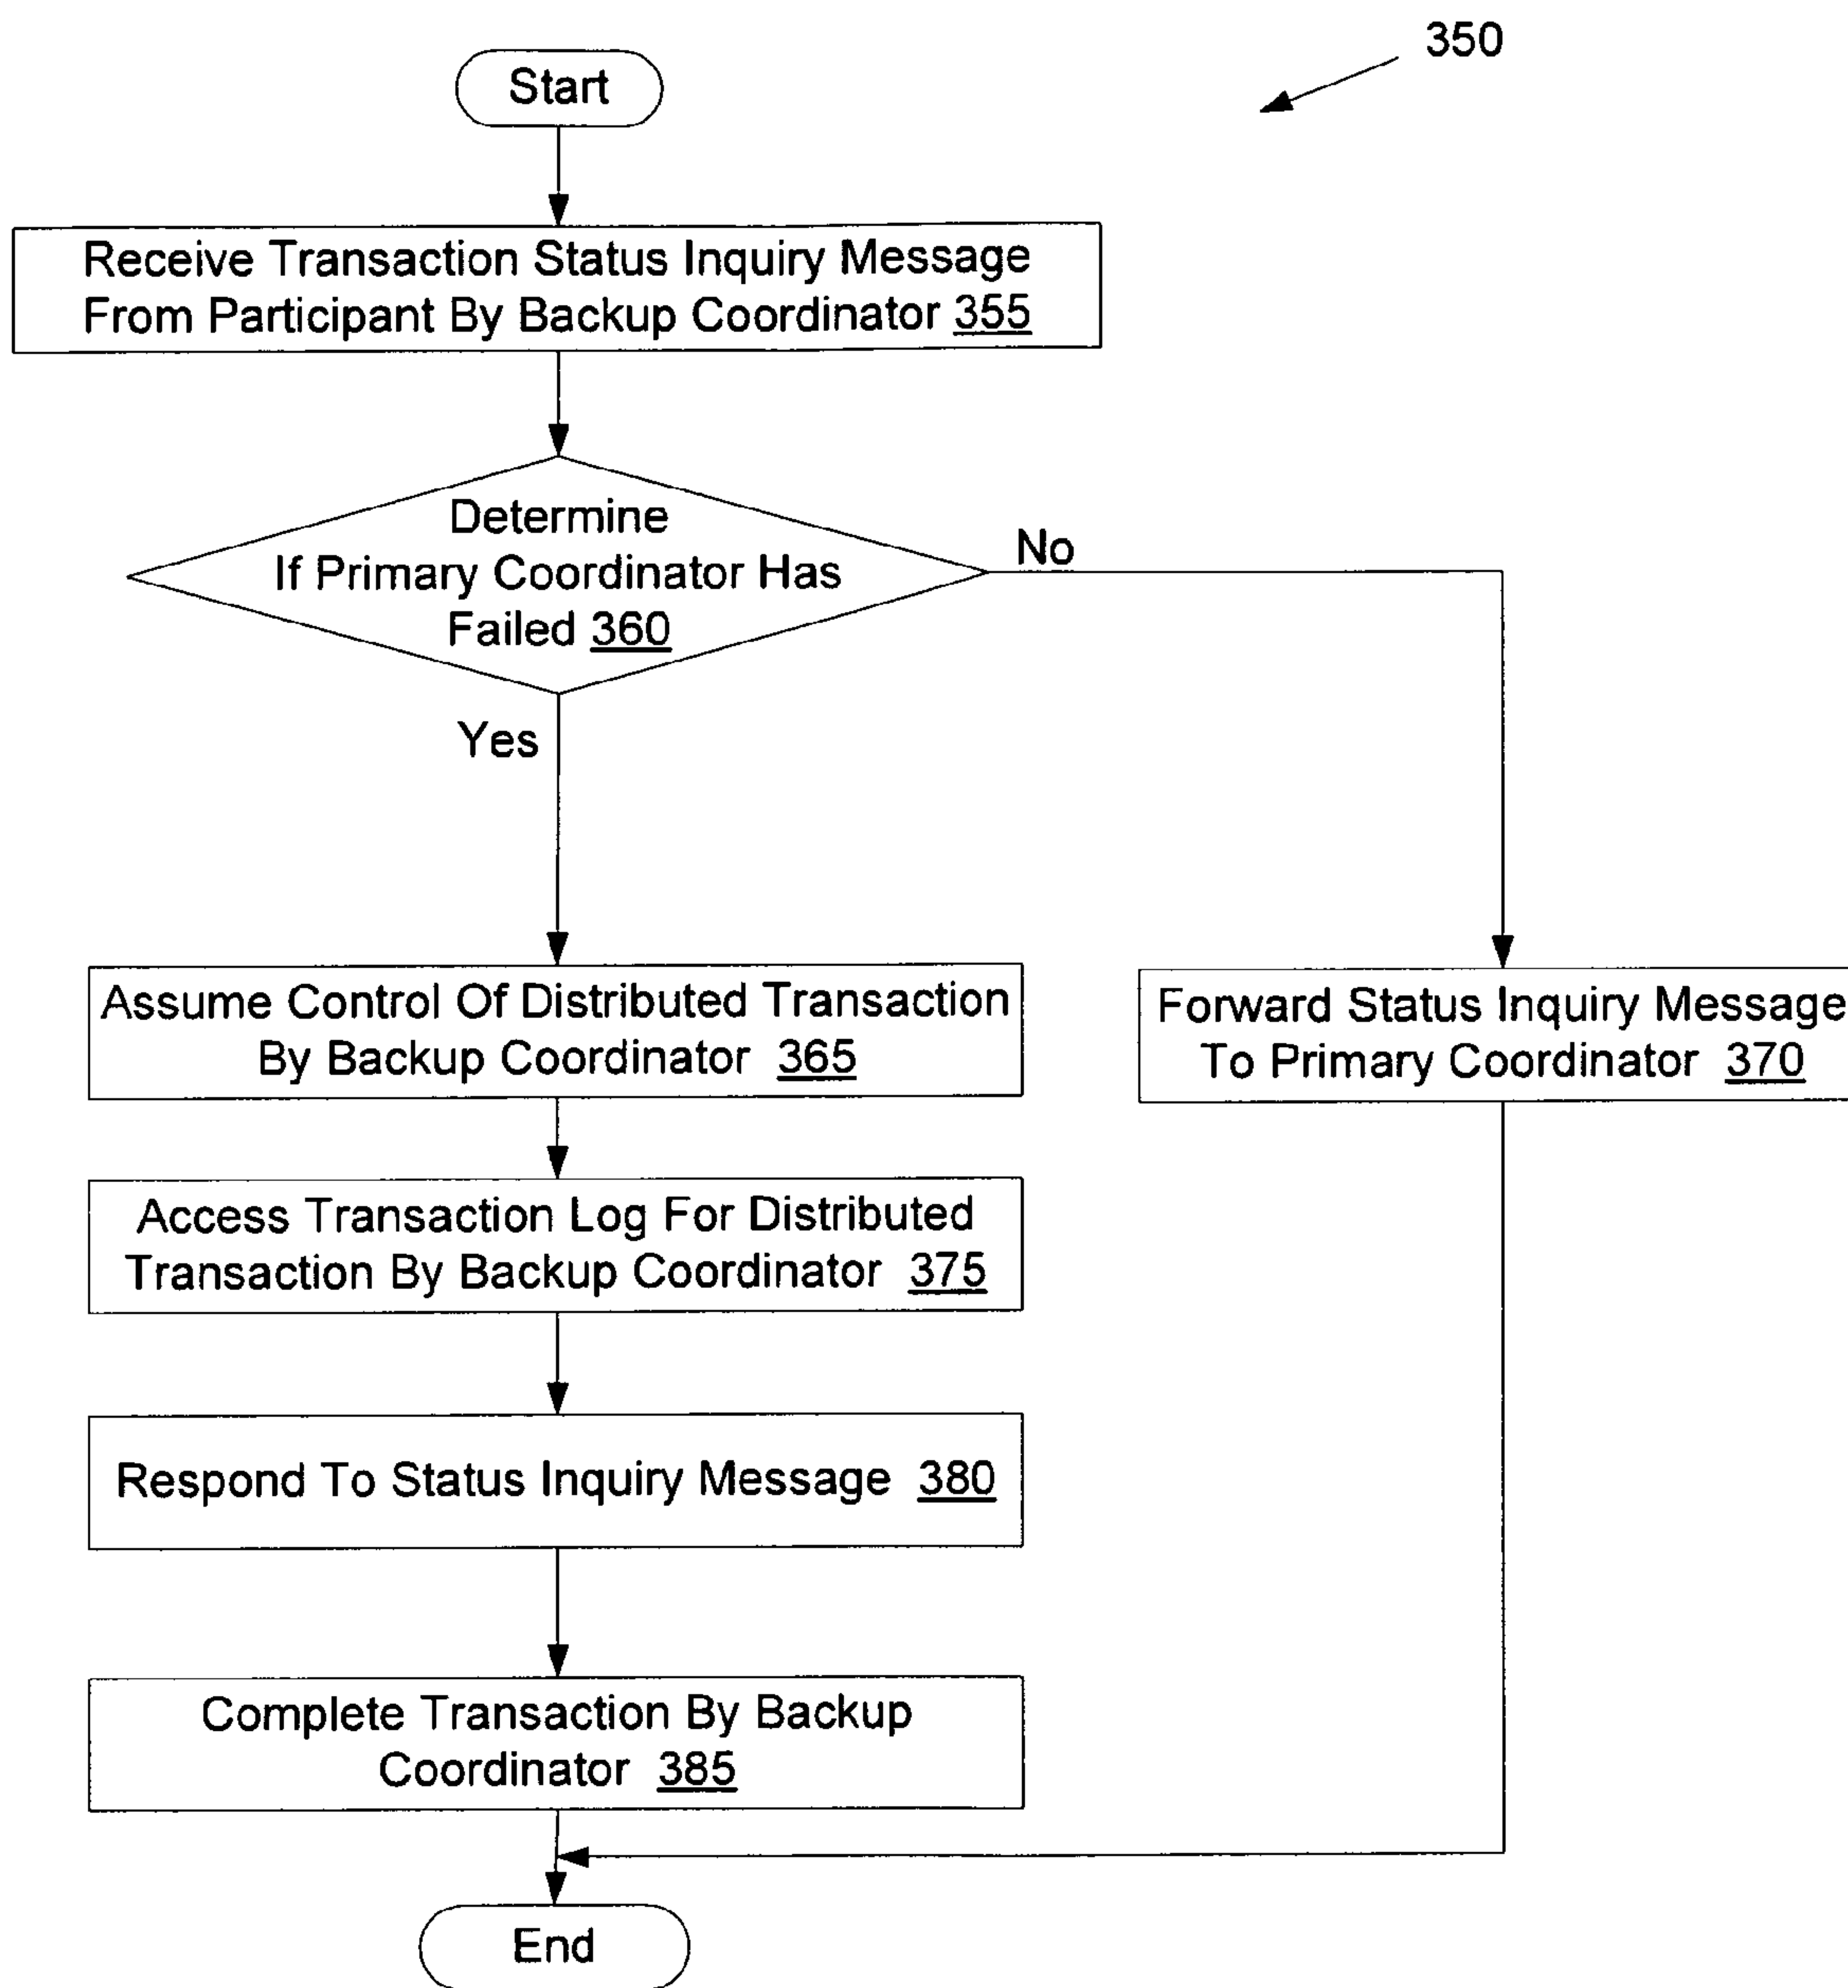 350
Start
Receive Transaction Status Inquiry Message
From Participant By Backup Coordinator 355
Determine
If Primary Coordinator Has
Failed 360
No
Yes
Assume Control Of Distributed Transaction
By Backup Coordinator 365
Forward Status Inquiry Message
To Primary Coordinator 370
Access Transaction Log For Distributed
Transaction By Backup Coordinator 375
Respond To Status Inquiry Message 380
Complete Transaction By Backup
Coordinator 385
End